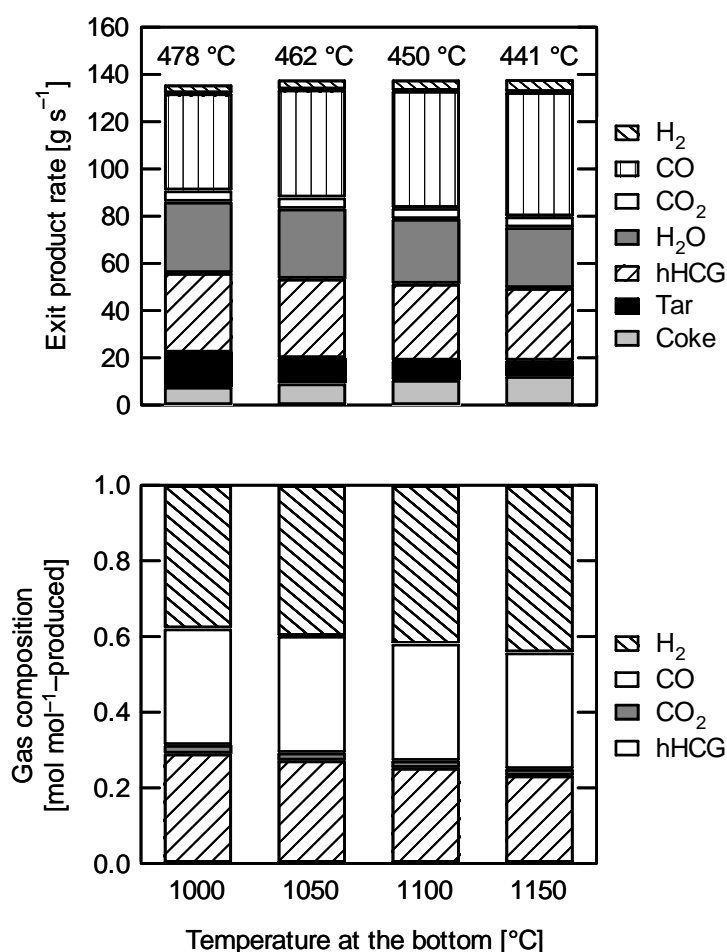 160
140
120
100
80
60
40
20
0
Exit product rate [g s⁻¹]
478 °C 462 °C 450 °C 441 °C
H₂
CO
CO₂
H₂O
hHCG
Tar
Coke
1.0
0.8
0.6
0.4
0.2
0.0
Gas composition
[mol mol⁻¹–produced]
H₂
CO
CO₂
hHCG
1000 1050 1100 1150
Temperature at the bottom [°C]